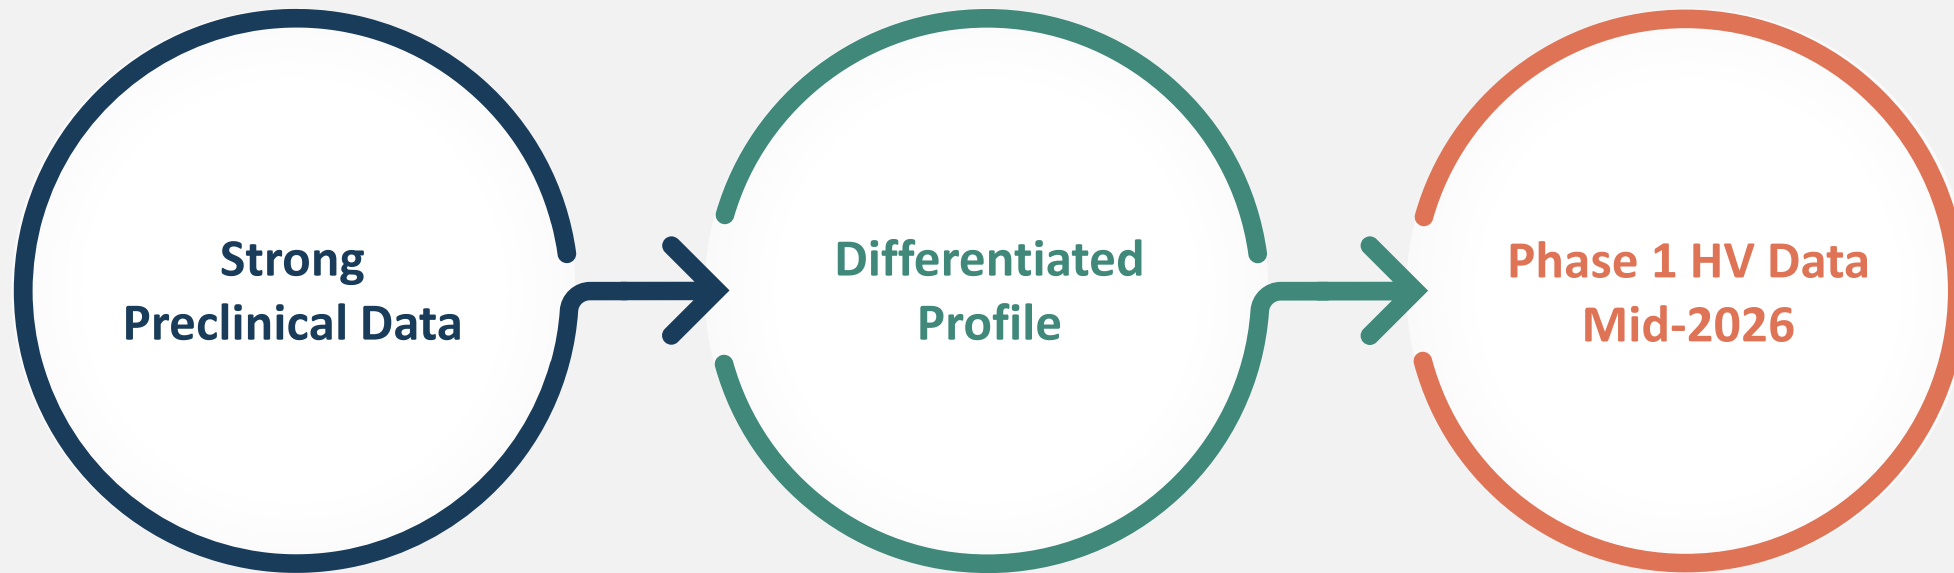 Strong
Preclinical Data
Differentiated
Profile
Phase 1 HV Data
Mid-2026